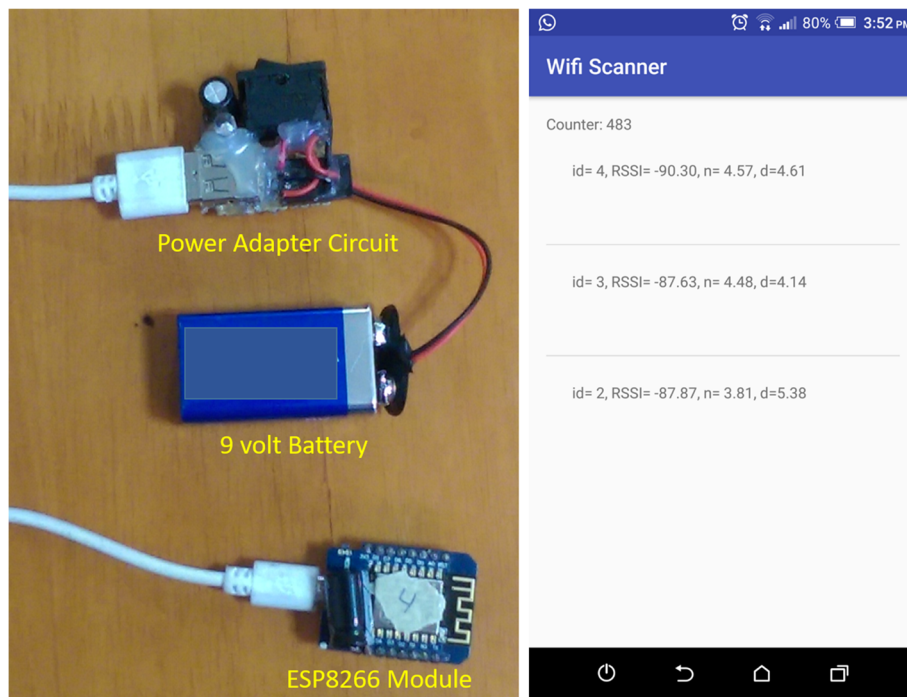 Power Adapter Circuit
9 volt Battery
4
ESP8266 Module
80% 3:52 PM
Wifi Scanner
Counter: 483
id= 4, RSSI= -90.30, n= 4.57, d=4.61
id= 3, RSSI= -87.63, n= 4.48, d=4.14
id= 2, RSSI= -87.87, n= 3.81, d=5.38